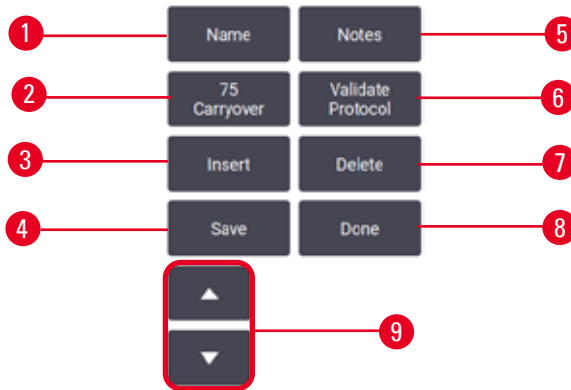 1 Name Notes 5
2 75 Carryover Validate Protocol 6
3 Insert Delete 7
4 Save Done 8
9